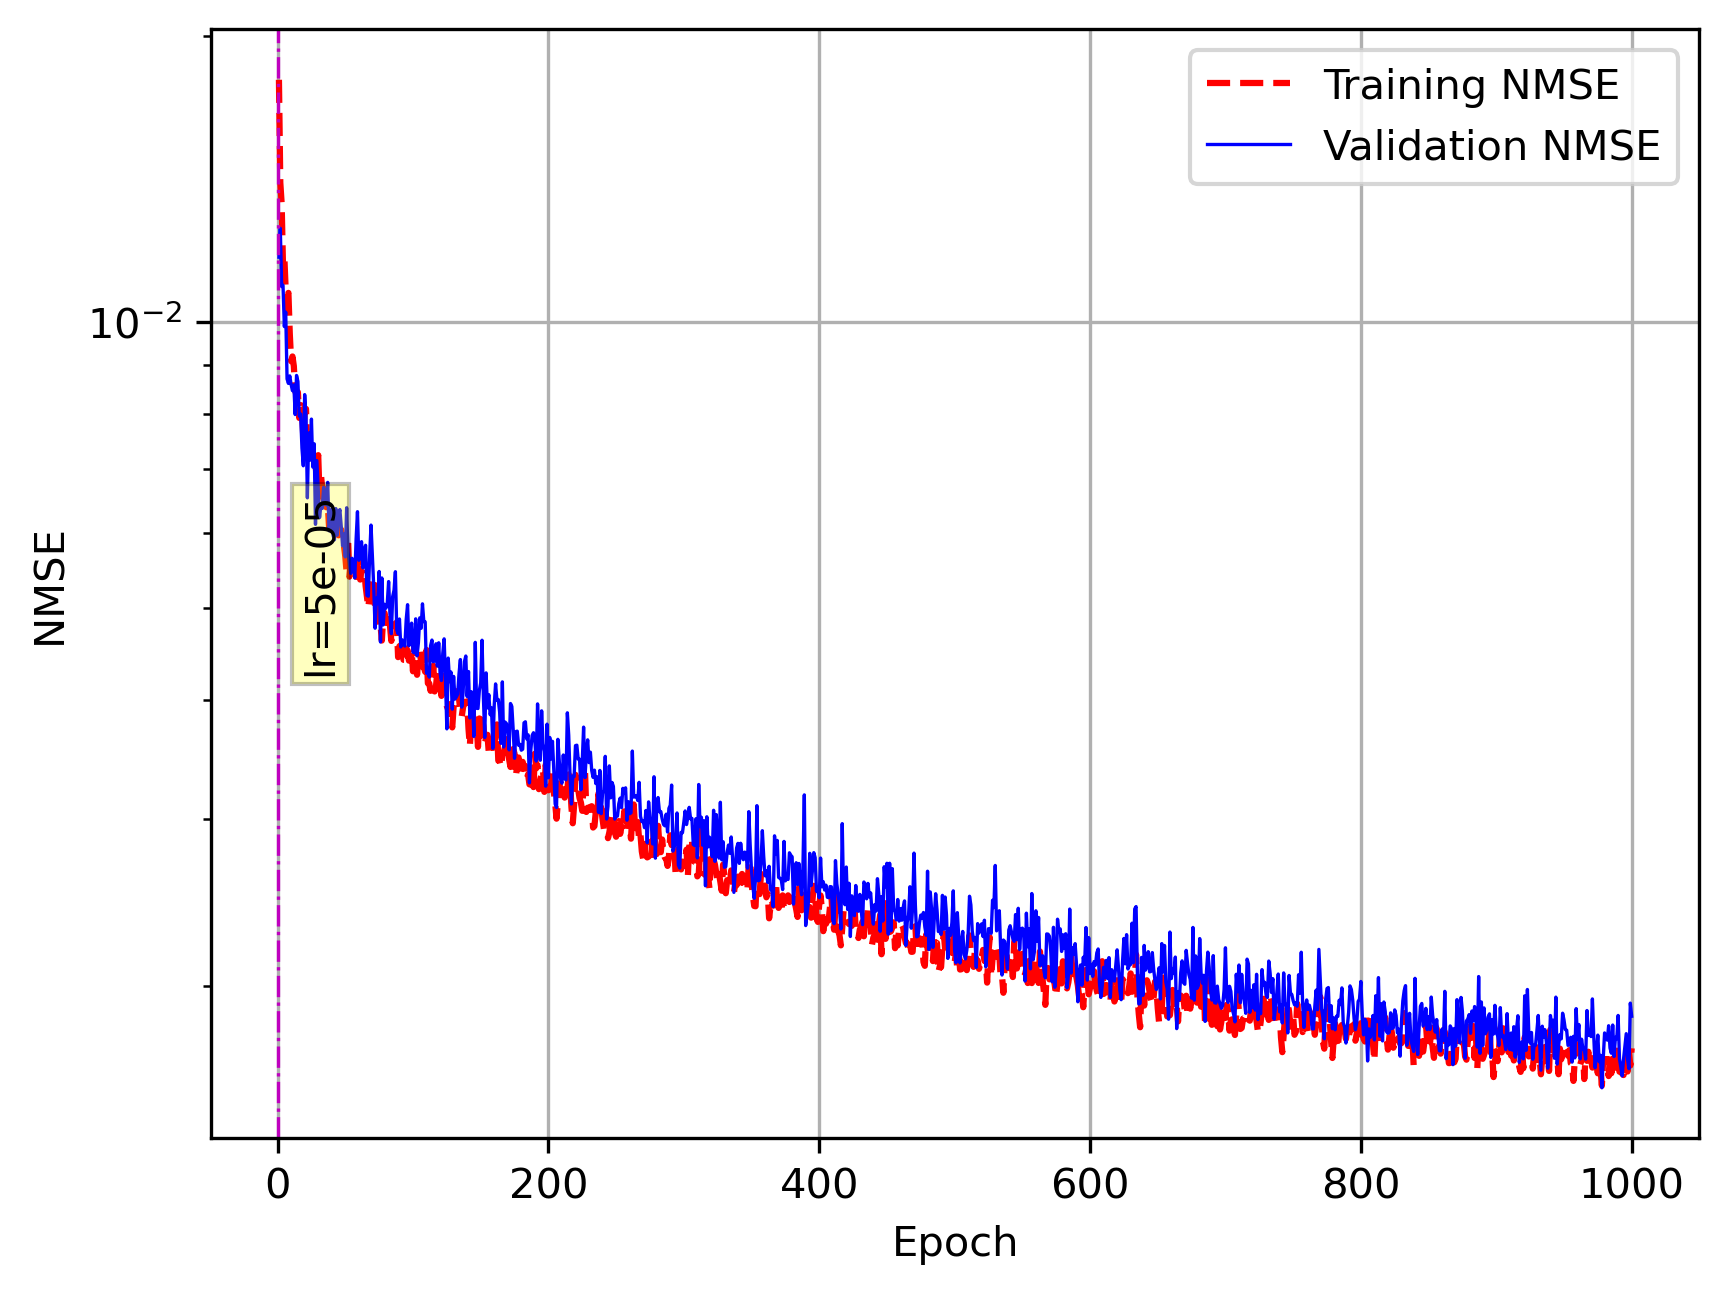 Training NMSE
Validation NMSE
10⁻²
NMSE
lr=5e-05
0 200 400 600 800 1000
Epoch